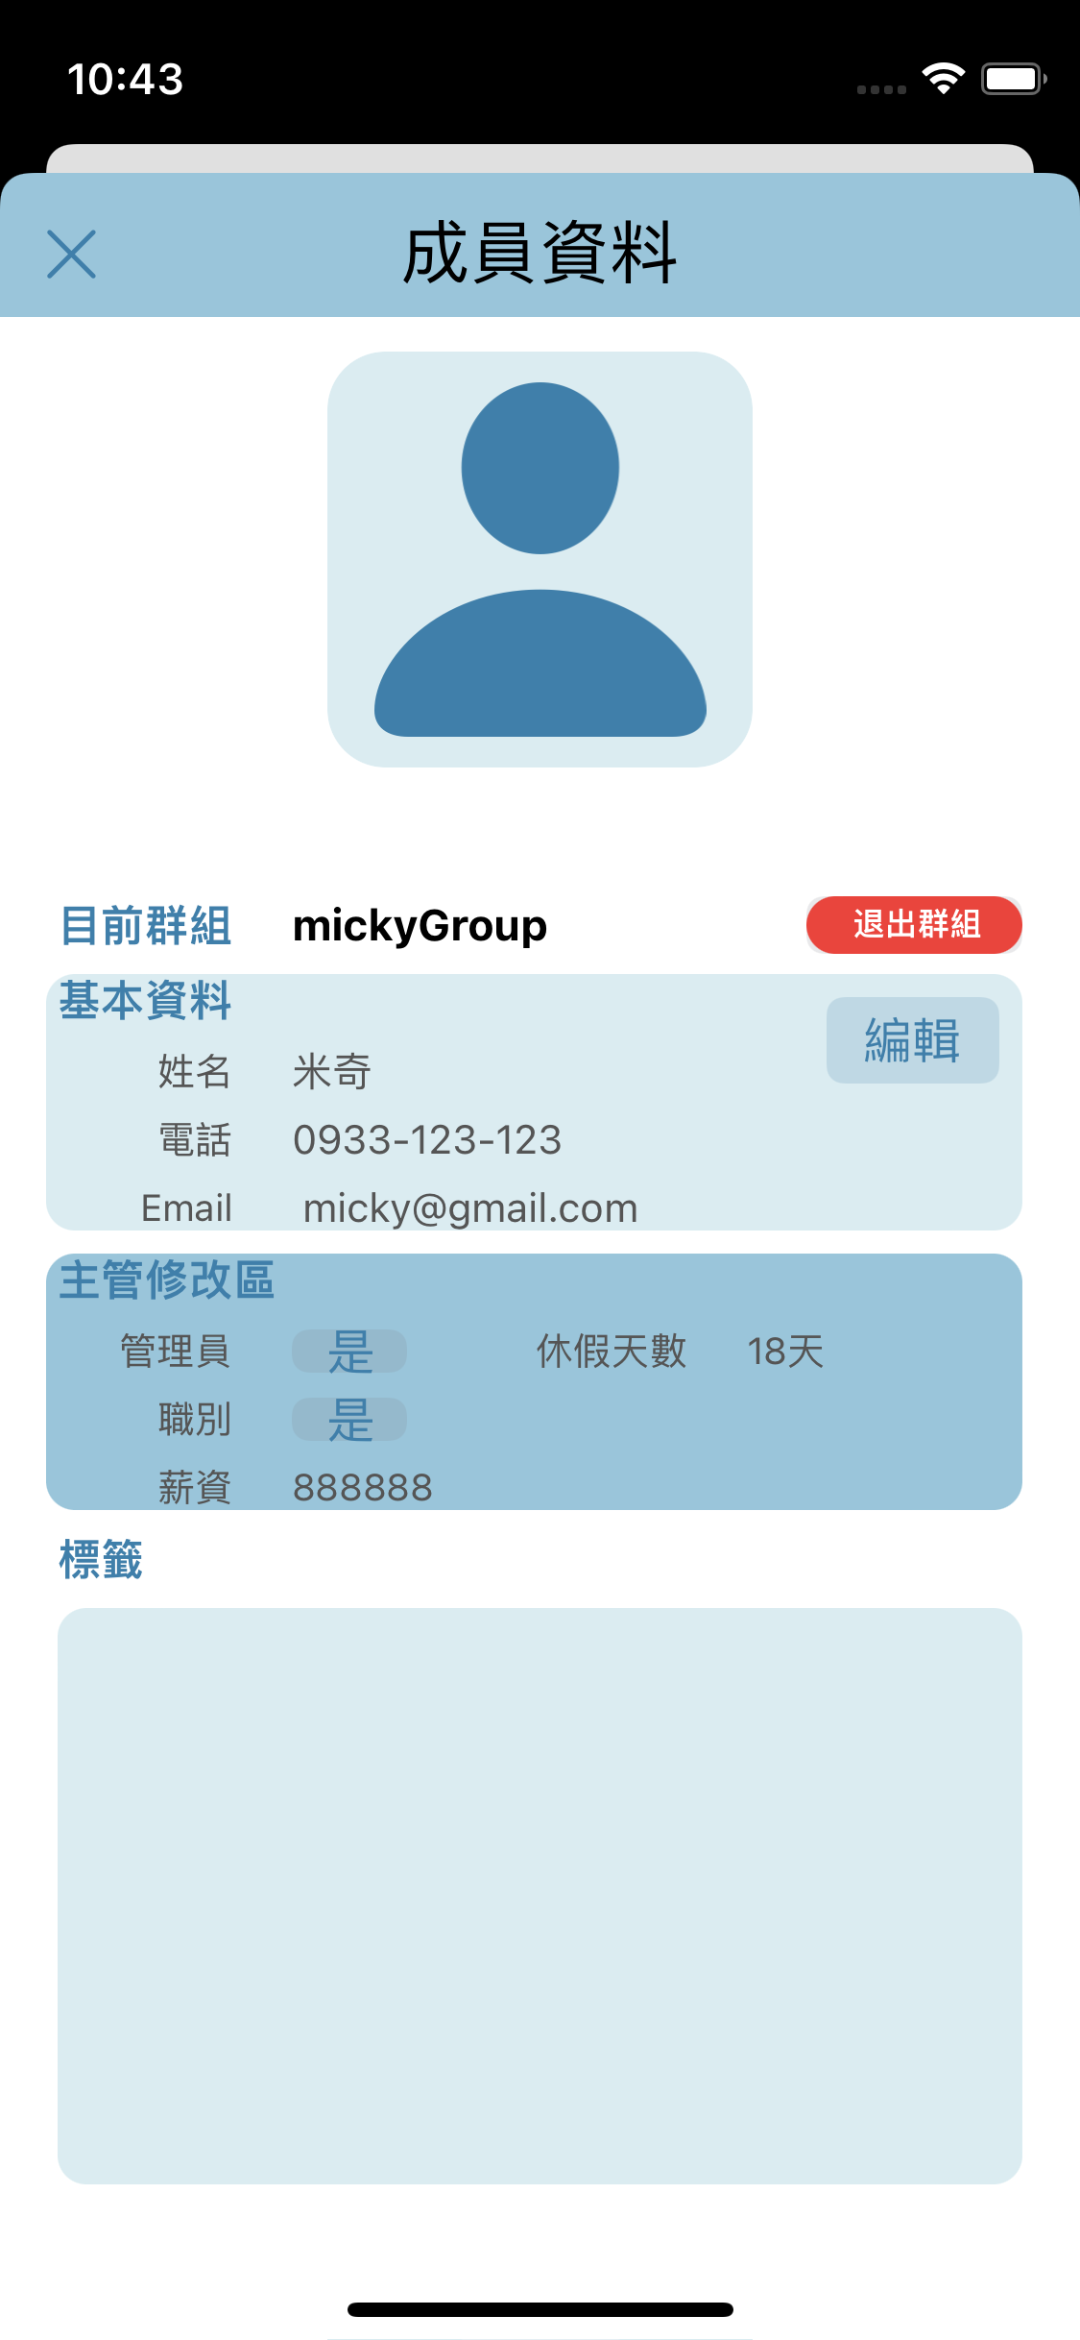 10:43
成員資料
目前群組 mickyGroup 退出群組
基本資料
編輯
姓名 米奇
電話 0933-123-123
Email micky@gmail.com
主管修改區
管理員 是 休假天數 18天
職別 是
薪資 888888
標籤